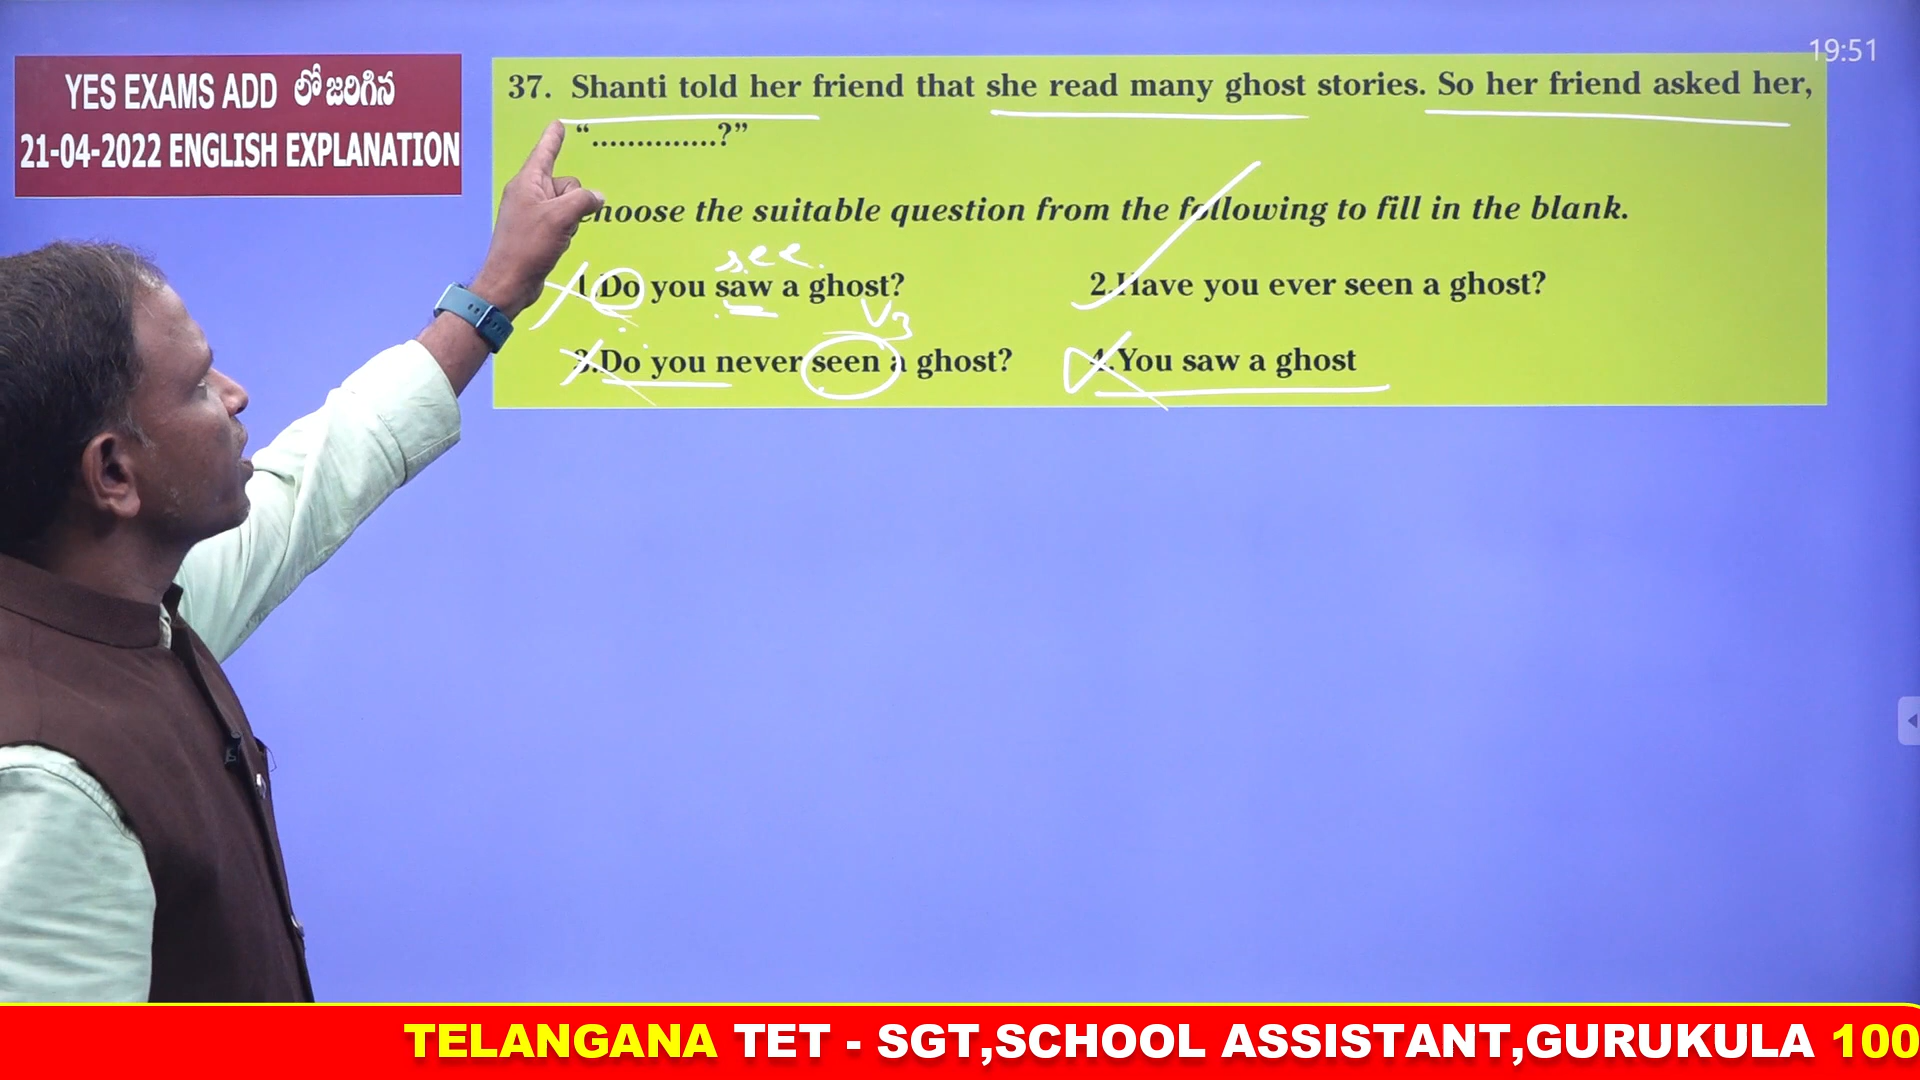 19:51
YES EXAMS ADD లో జరిగిన
21-04-2022 ENGLISH EXPLANATION
37. Shanti told her friend that she read many ghost stories. So her friend asked her,
“..............?”
hoose the suitable question from the following to fill in the blank.
see.
1.Do you saw a ghost?
2.Have you ever seen a ghost?
V3
3.Do you never seen a ghost?
4.You saw a ghost
TELANGANA TET - SGT,SCHOOL ASSISTANT,GURUKULA 100